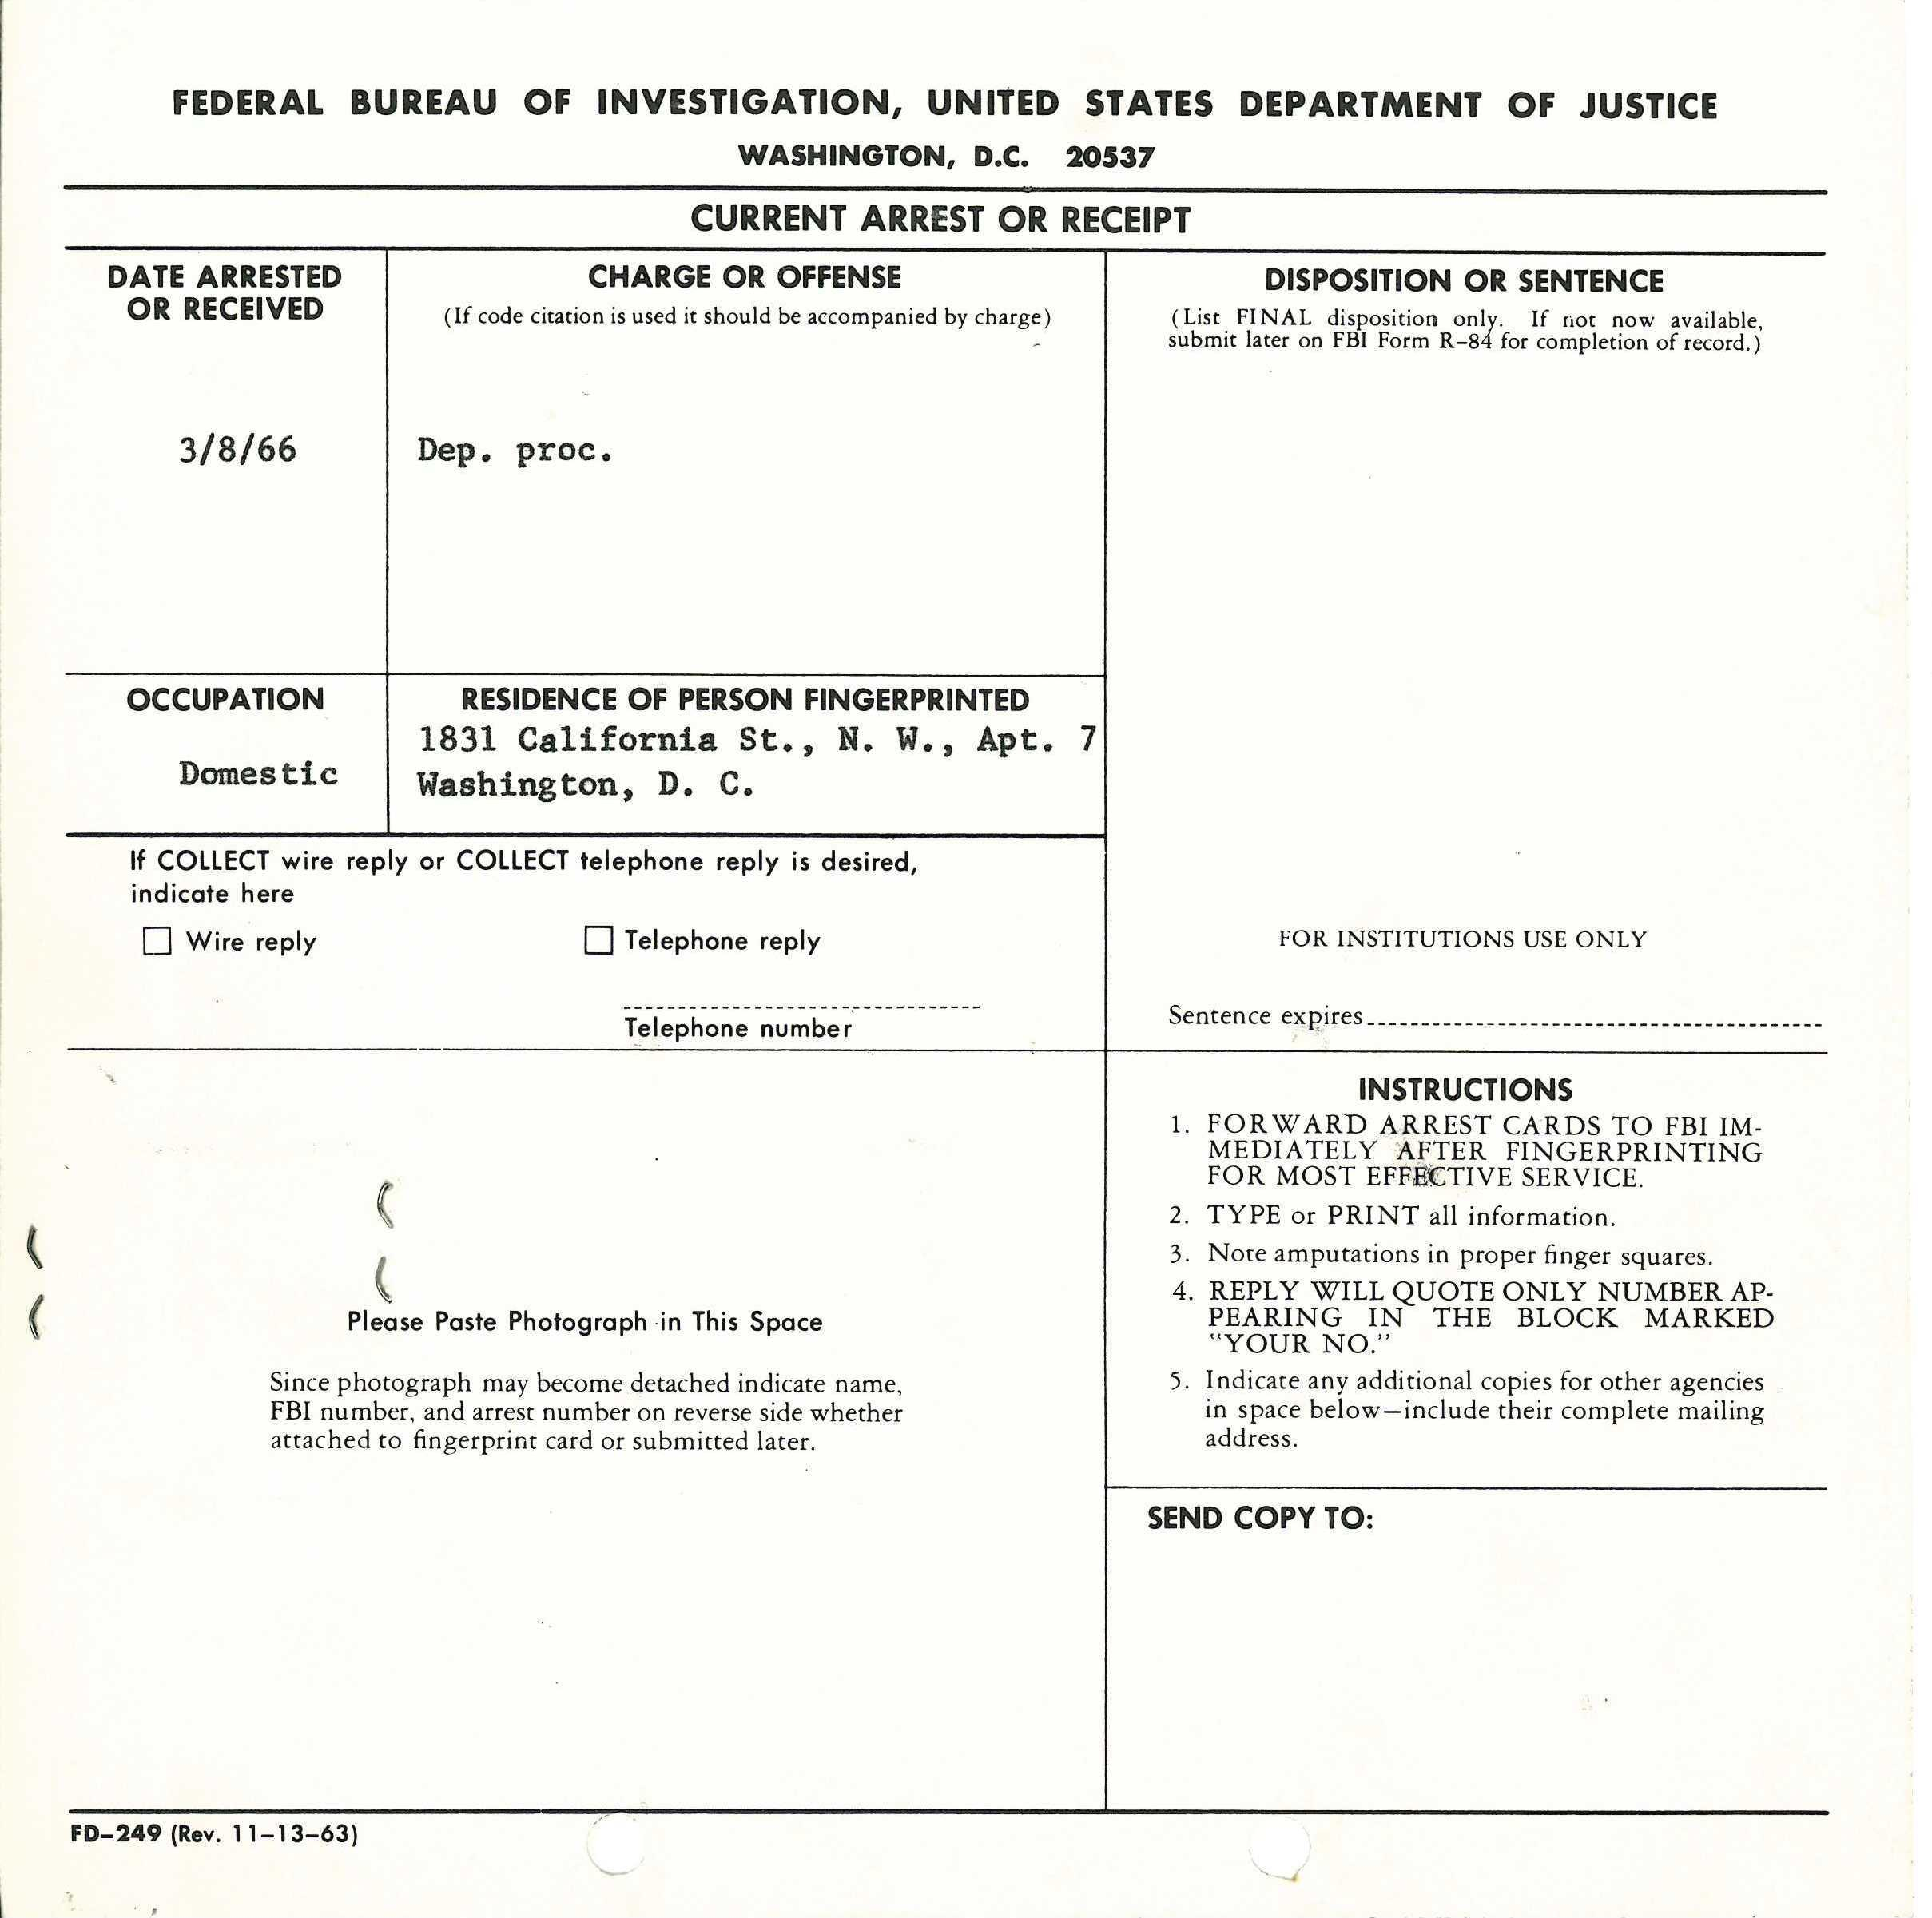 FEDERAL BUREAU OF INVESTIGATION, UNITED STATES DEPARTMENT OF JUSTICE
WASHINGTON, D.C. 20537
CURRENT ARREST OR RECEIPT
DATE ARRESTED
OR RECEIVED
3/8/66
CHARGE OR OFFENSE
(If code citation is used it should be accompanied by charge)
Dep. proc.
DISPOSITION OR SENTENCE
(List FINAL disposition only. If not now available,
submit later on FBI Form R-84 for completion of record.)
OCCUPATION
Domestic
RESIDENCE OF PERSON FINGERPRINTED
1831 California St., N. W., Apt. 7
Washington, D. C.
If COLLECT wire reply or COLLECT telephone reply is desired,
indicate here
Wire reply
Telephone reply
Telephone number
FOR INSTITUTIONS USE ONLY
Sentence expires
Please Paste Photograph in This Space
Since photograph may become detached indicate name,
FBI number, and arrest number on reverse side whether
attached to fingerprint card or submitted later.
INSTRUCTIONS
1. FORWARD ARREST CARDS TO FBI IM-
MEDIATELY AFTER FINGERPRINTING
FOR MOST EFFECTIVE SERVICE.
2. TYPE or PRINT all information.
3. Note amputations in proper finger squares.
4. REPLY WILL QUOTE ONLY NUMBER AP-
PEARING IN THE BLOCK MARKED
"YOUR NO."
5. Indicate any additional copies for other agencies
in space below—include their complete mailing
address.
SEND COPY TO:
FD-249 (Rev. 11-13-63)